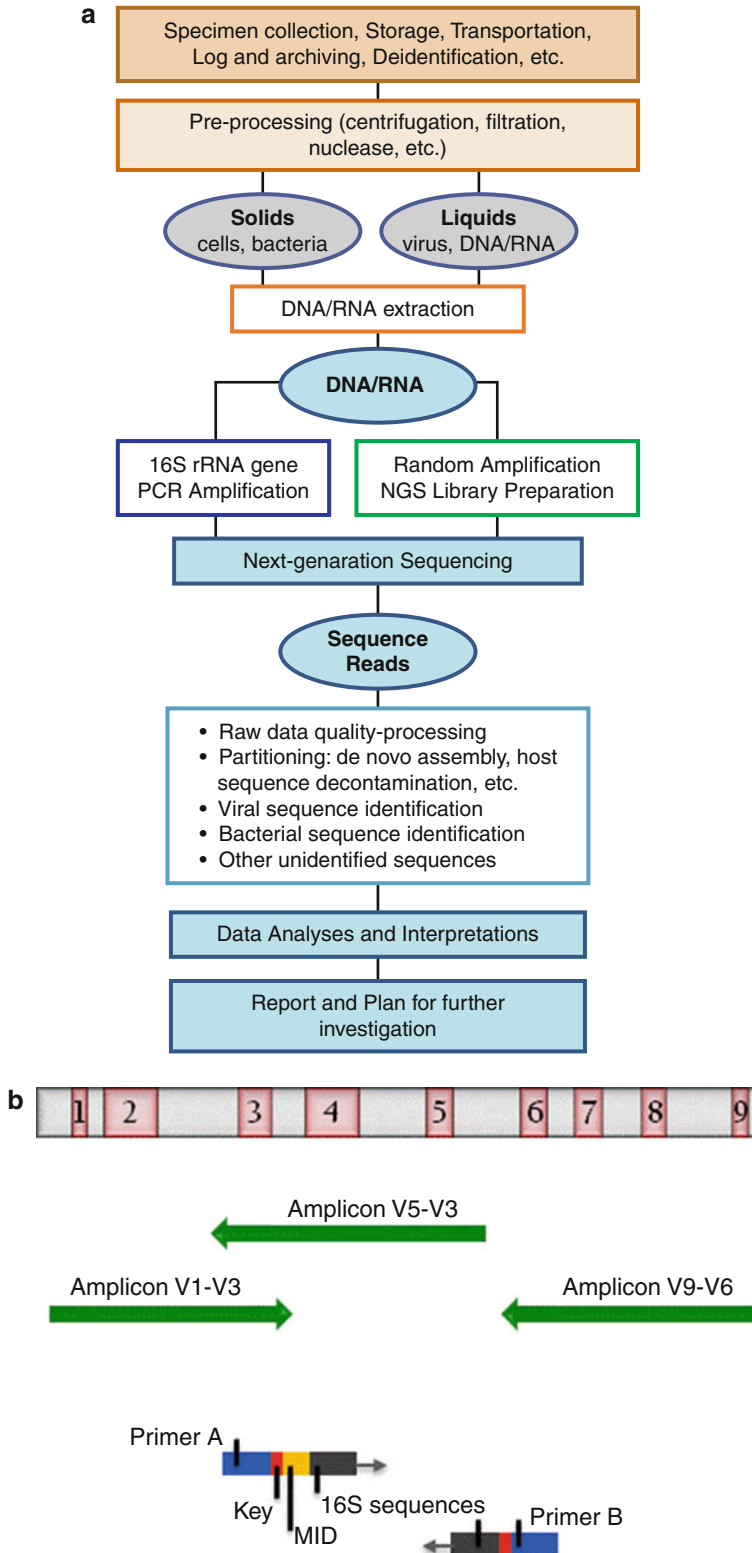 a
Specimen collection, Storage, Transportation,
Log and archiving, Deidentification, etc.
Pre-processing (centrifugation, filtration,
nuclease, etc.)
Solids
cells, bacteria
Liquids
virus, DNA/RNA
DNA/RNA extraction
DNA/RNA
16S rRNA gene
PCR Amplification
Random Amplification
NGS Library Preparation
Next-genaration Sequencing
Sequence
Reads
• Raw data quality-processing
• Partitioning: de novo assembly, host
sequence decontamination, etc.
• Viral sequence identification
• Bacterial sequence identification
• Other unidentified sequences
Data Analyses and Interpretations
Report and Plan for further
investigation
b
1 2 3 4 5 6 7 8 9
Amplicon V5-V3
Amplicon V1-V3
Amplicon V9-V6
Primer A
Key
MID
16S sequences
Primer B